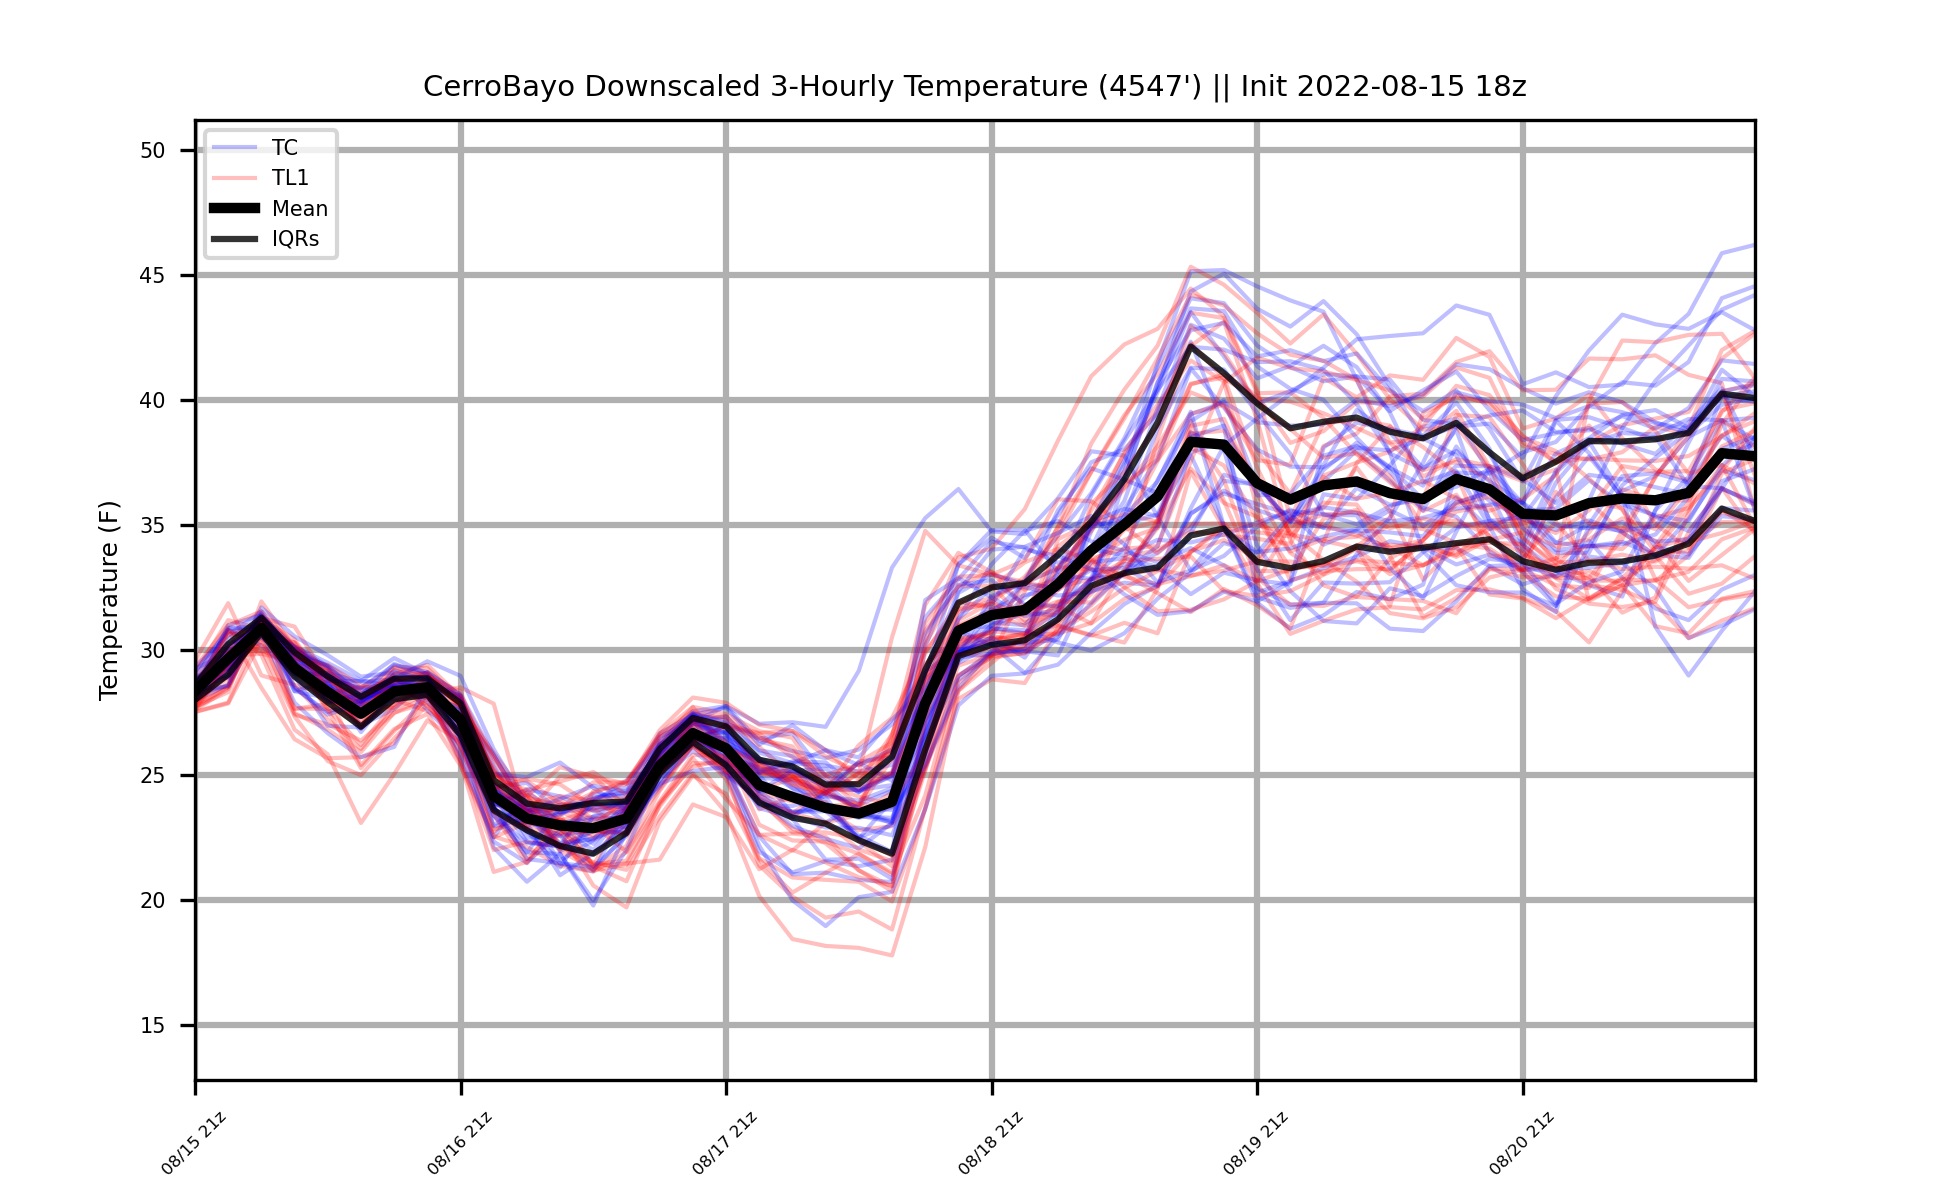 CerroBayo Downscaled 3-Hourly Temperature (4547') || Init 2022-08-15 18z
TC
TL1
Mean
IQRs
Temperature (F)
50
45
40
35
30
25
20
15
08/15 21z
08/16 21z
08/17 21z
08/18 21z
08/19 21z
08/20 21z